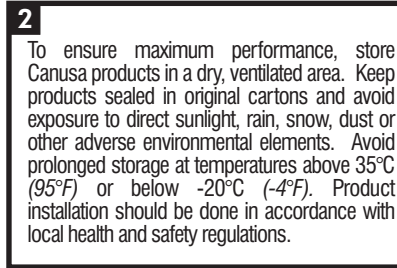 2
To ensure maximum performance, store
Canusa products in a dry, ventilated area. Keep
products sealed in original cartons and avoid
exposure to direct sunlight, rain, snow, dust or
other adverse environmental elements. Avoid
prolonged storage at temperatures above 35°C
(95°F) or below -20°C (-4°F). Product
installation should be done in accordance with
local health and safety regulations.